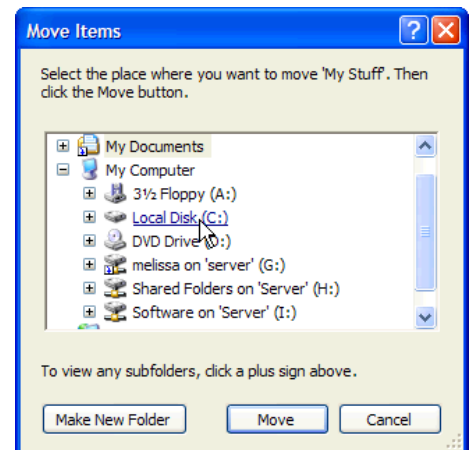 Move Items
Select the place where you want to move 'My Stuff'. Then
click the Move button.
My Documents
My Computer
3½ Floppy (A:)
Local Disk (C:)
DVD Drive (D:)
melissa on 'server' (G:)
Shared Folders on 'Server' (H:)
Software on 'Server' (I:)
To view any subfolders, click a plus sign above.
Make New Folder
Move
Cancel